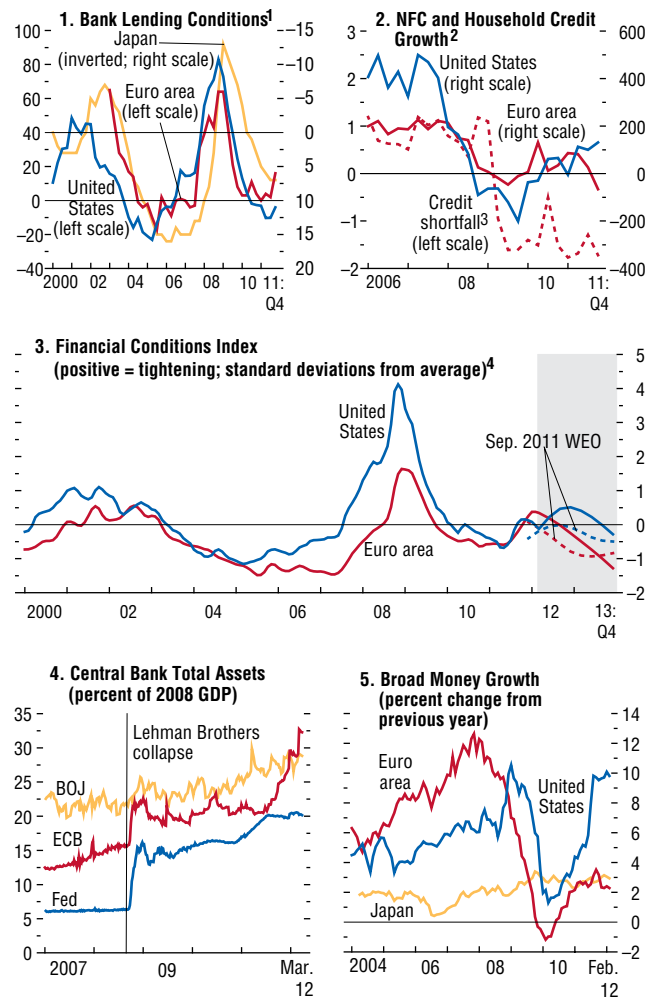 1. Bank Lending Conditions1
100
80
60
40
20
0
−20
−40
−15
−10
−5
0
5
10
15
20
Japan
(inverted; right scale)
Euro area
(left scale)
United
States
(left scale)
2000 02 04 06 08 10 11:
Q4
2. NFC and Household Credit
Growth2
3
2
1
0
−1
−2
600
400
200
0
−200
−400
United States
(right scale)
Euro area
(right scale)
Credit
shortfall3
(left scale)
2006 08 10 11:
Q4
3. Financial Conditions Index
(positive = tightening; standard deviations from average)4
5
4
3
2
1
0
−1
−2
United
States
Sep. 2011 WEO
Euro area
2000 02 04 06 08 10 12 13:
Q4
4. Central Bank Total Assets
(percent of 2008 GDP)
35
30
25
20
15
10
5
0
Lehman Brothers
collapse
BOJ
ECB
Fed
2007 09 Mar.
12
5. Broad Money Growth
(percent change from
previous year)
14
12
10
8
6
4
2
0
−2
Euro
area
United
States
Japan
2004 06 08 10 Feb.
12